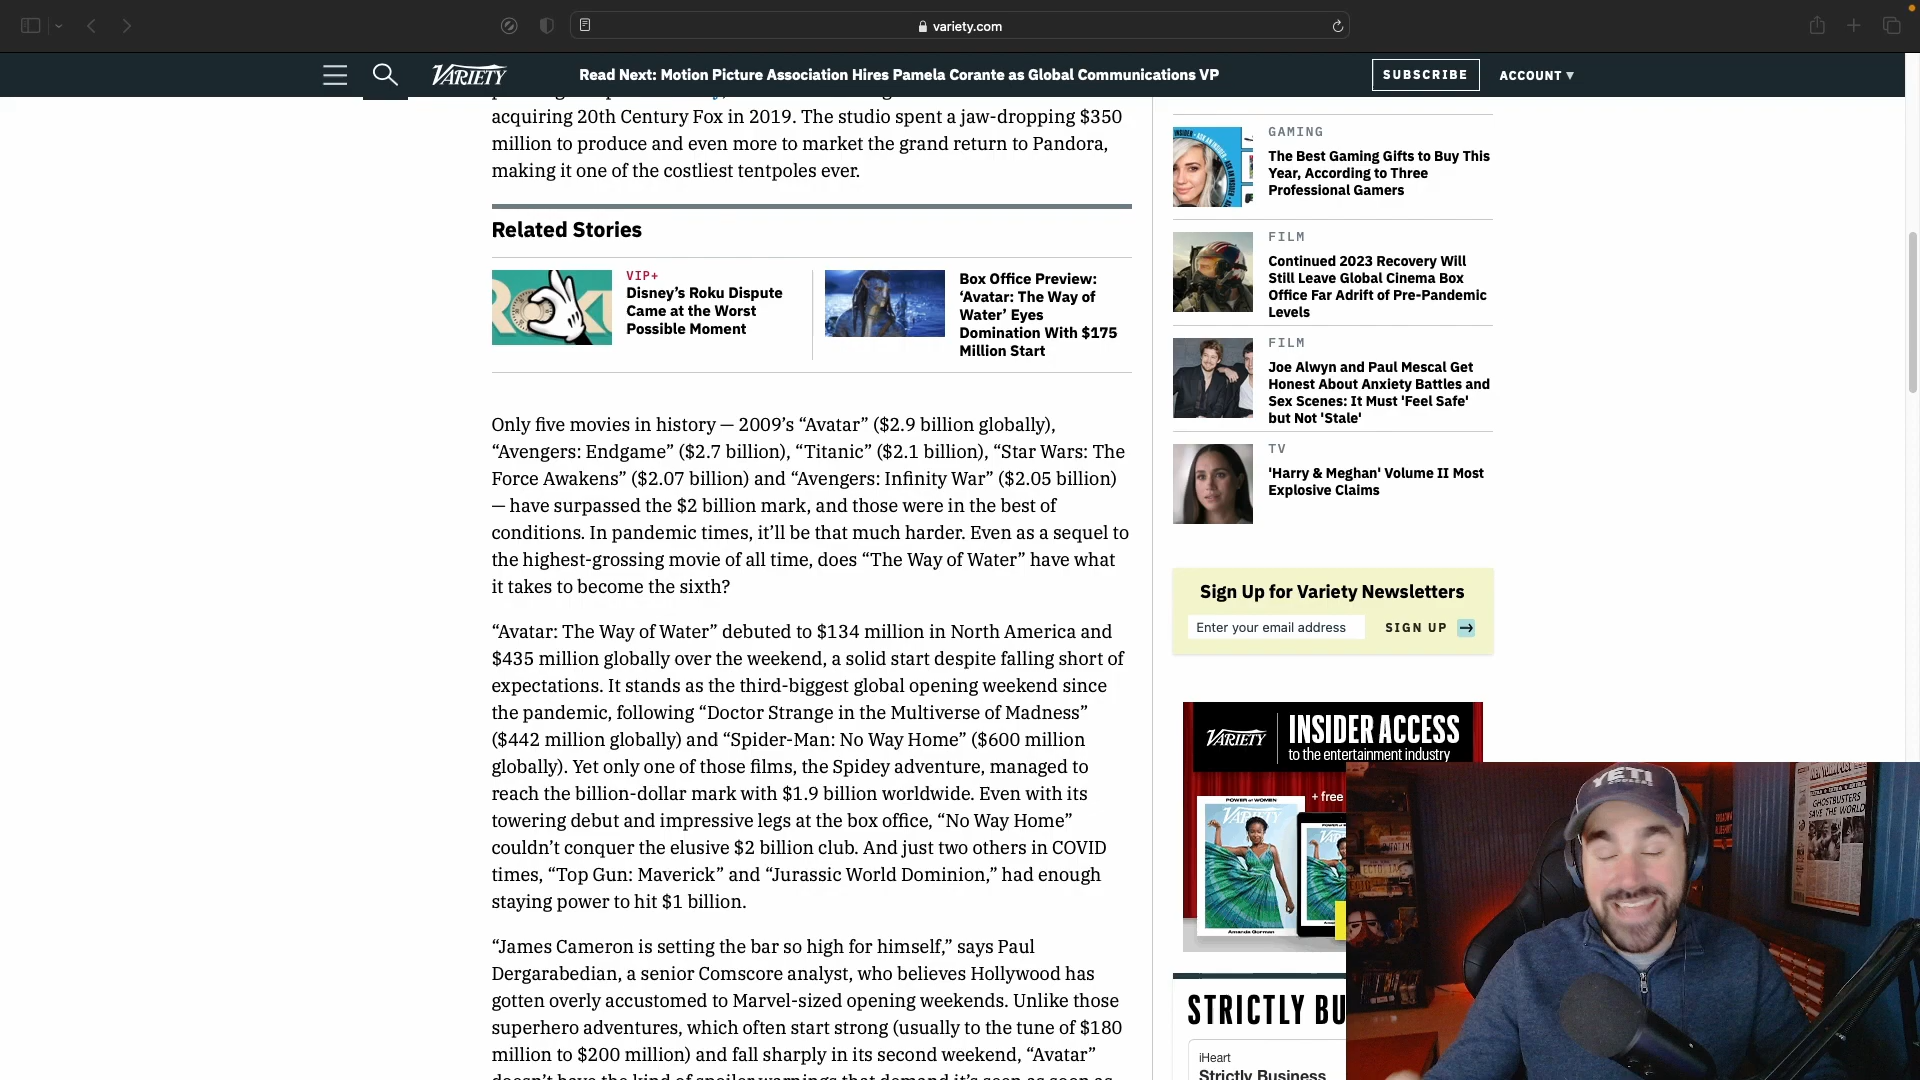 variety.com
VARIETY
Read Next: Motion Picture Association Hires Pamela Corante as Global Communications VP
SUBSCRIBE
ACCOUNT ▼
acquiring 20th Century Fox in 2019. The studio spent a jaw-dropping $350
million to produce and even more to market the grand return to Pandora,
making it one of the costliest tentpoles ever.
Related Stories
VIP+
Disney’s Roku Dispute
Came at the Worst
Possible Moment
Box Office Preview:
‘Avatar: The Way of
Water’ Eyes
Domination With $175
Million Start
Only five movies in history — 2009’s “Avatar” ($2.9 billion globally),
“Avengers: Endgame” ($2.7 billion), “Titanic” ($2.1 billion), “Star Wars: The
Force Awakens” ($2.07 billion) and “Avengers: Infinity War” ($2.05 billion)
— have surpassed the $2 billion mark, and those were in the best of
conditions. In pandemic times, it’ll be that much harder. Even as a sequel to
the highest-grossing movie of all time, does “The Way of Water” have what
it takes to become the sixth?
“Avatar: The Way of Water” debuted to $134 million in North America and
$435 million globally over the weekend, a solid start despite falling short of
expectations. It stands as the third-biggest global opening weekend since
the pandemic, following “Doctor Strange in the Multiverse of Madness”
($442 million globally) and “Spider-Man: No Way Home” ($600 million
globally). Yet only one of those films, the Spidey adventure, managed to
reach the billion-dollar mark with $1.9 billion worldwide. Even with its
towering debut and impressive legs at the box office, “No Way Home”
couldn’t conquer the elusive $2 billion club. And just two others in COVID
times, “Top Gun: Maverick” and “Jurassic World Dominion,” had enough
staying power to hit $1 billion.
“James Cameron is setting the bar so high for himself,” says Paul
Dergarabedian, a senior Comscore analyst, who believes Hollywood has
gotten overly accustomed to Marvel-sized opening weekends. Unlike those
superhero adventures, which often start strong (usually to the tune of $180
million to $200 million) and fall sharply in its second weekend, “Avatar”
GAMING
The Best Gaming Gifts to Buy This
Year, According to Three
Professional Gamers
FILM
Continued 2023 Recovery Will
Still Leave Global Cinema Box
Office Far Adrift of Pre-Pandemic
Levels
FILM
Joe Alwyn and Paul Mescal Get
Honest About Anxiety Battles and
Sex Scenes: It Must 'Feel Safe'
but Not 'Stale'
TV
'Harry & Meghan' Volume II Most
Explosive Claims
Sign Up for Variety Newsletters
Enter your email address
SIGN UP →
VARIETY
INSIDER ACCESS
to the entertainment industry
+ free
POWER of WOMEN
VARIETY
Amanda Gorman
STRICTLY BU
iHeart
Strictly Business
YETI
GHOSTBUSTERS
SAVE THE WORLD